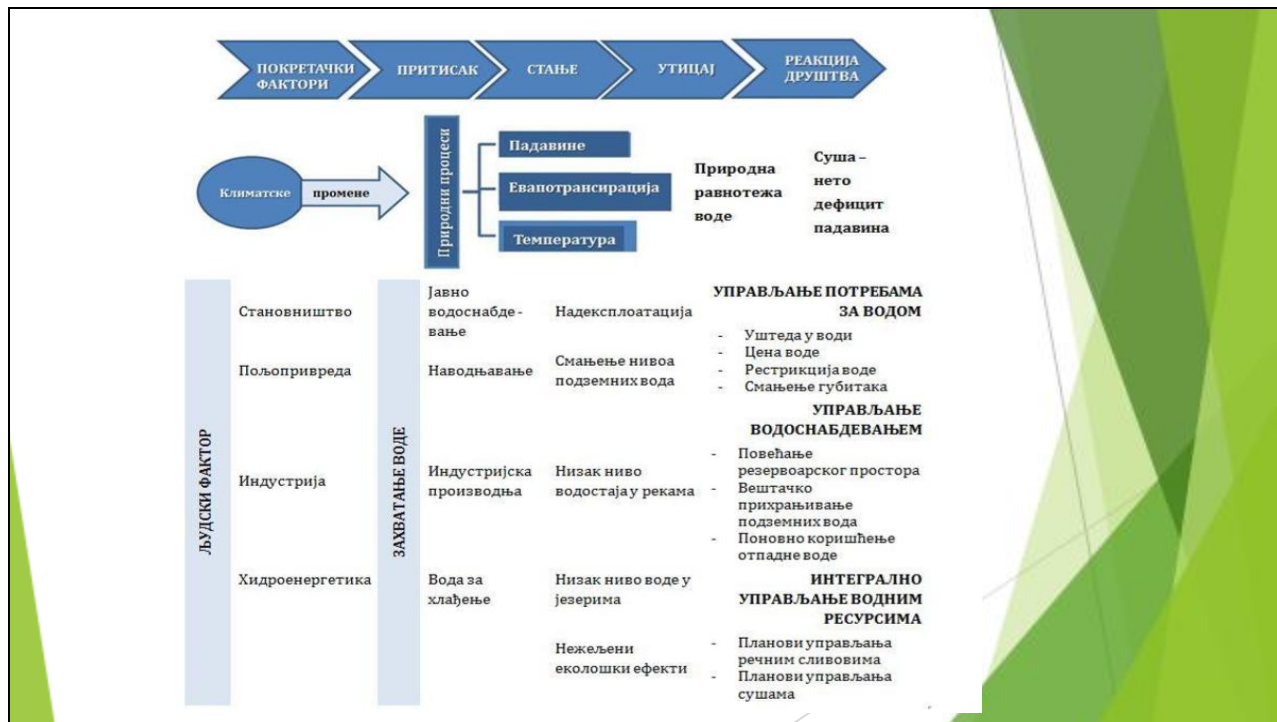 ПОКРЕТАЧКИ
ФАКТОРИ
ПРИТИСАК
СТАЊЕ
УТИЦАЈ
РЕАКЦИЈА
ДРУШТВА
Климатске
промене
Природни процеси
Падавине
Евапотрансирација
Температура
Природна
равнотежа
воде
Суша –
нето
дефицит
падавина
ЉУДСКИ ФАКТОР
Становништво
Пољопривреда
Индустрија
Хидроенергетика
ЗАХВАТАЊЕ ВОДЕ
Јавно
водоснабде -
вање
Наводњавање
Индустријска
производња
Вода за
хлађење
Надексплоатација
Смањење нивоа
подземних вода
Низак ниво
водостаја у рекама
Низак ниво воде у
језерима
Нежељени
еколошки ефекти
УПРАВЉАЊЕ ПОТРЕБАМА
ЗА ВОДОМ
- Уштеда у води
- Цена воде
- Рестрикција воде
- Смањење губитака
УПРАВЉАЊЕ
ВОДОСНАБДЕВАЊЕМ
- Повећање
резервоарског простора
- Вештачко
прихрањивање
подземних вода
- Поновно коришћење
отпадне воде
ИНТЕГРАЛНО
УПРАВЉАЊЕ ВОДНИМ
РЕСУРСИМА
- Планови управљања
речним сливовима
- Планови управљања
сушама